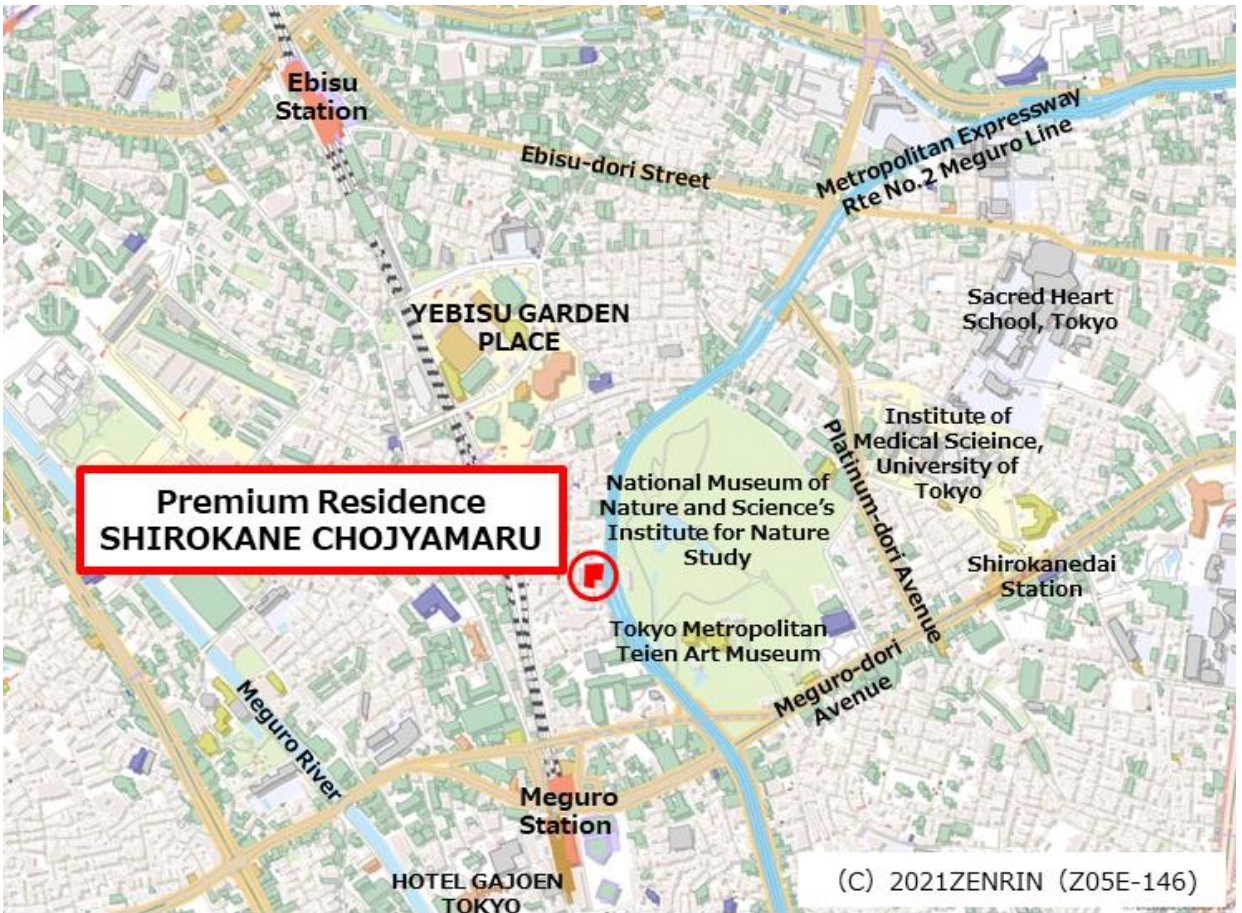 Ebisu
Station
Ebisu-dori Street
Metropolitan Expressway
Rte No.2 Meguro Line
YEBISU GARDEN
PLACE
Sacred Heart
School, Tokyo
Institute of
Medical Scieince,
University of
Tokyo
Platinum-dori Avenue
Premium Residence
SHIROKANE CHOJYAMARU
National Museum of
Nature and Science's
Institute for Nature
Study
Shirokanedai
Station
Tokyo Metropolitan
Teien Art Museum
Meguro-dori
Avenue
Meguro River
Meguro
Station
HOTEL GAJOEN
TOKYO
(C) 2021ZENRIN (Z05E-146)